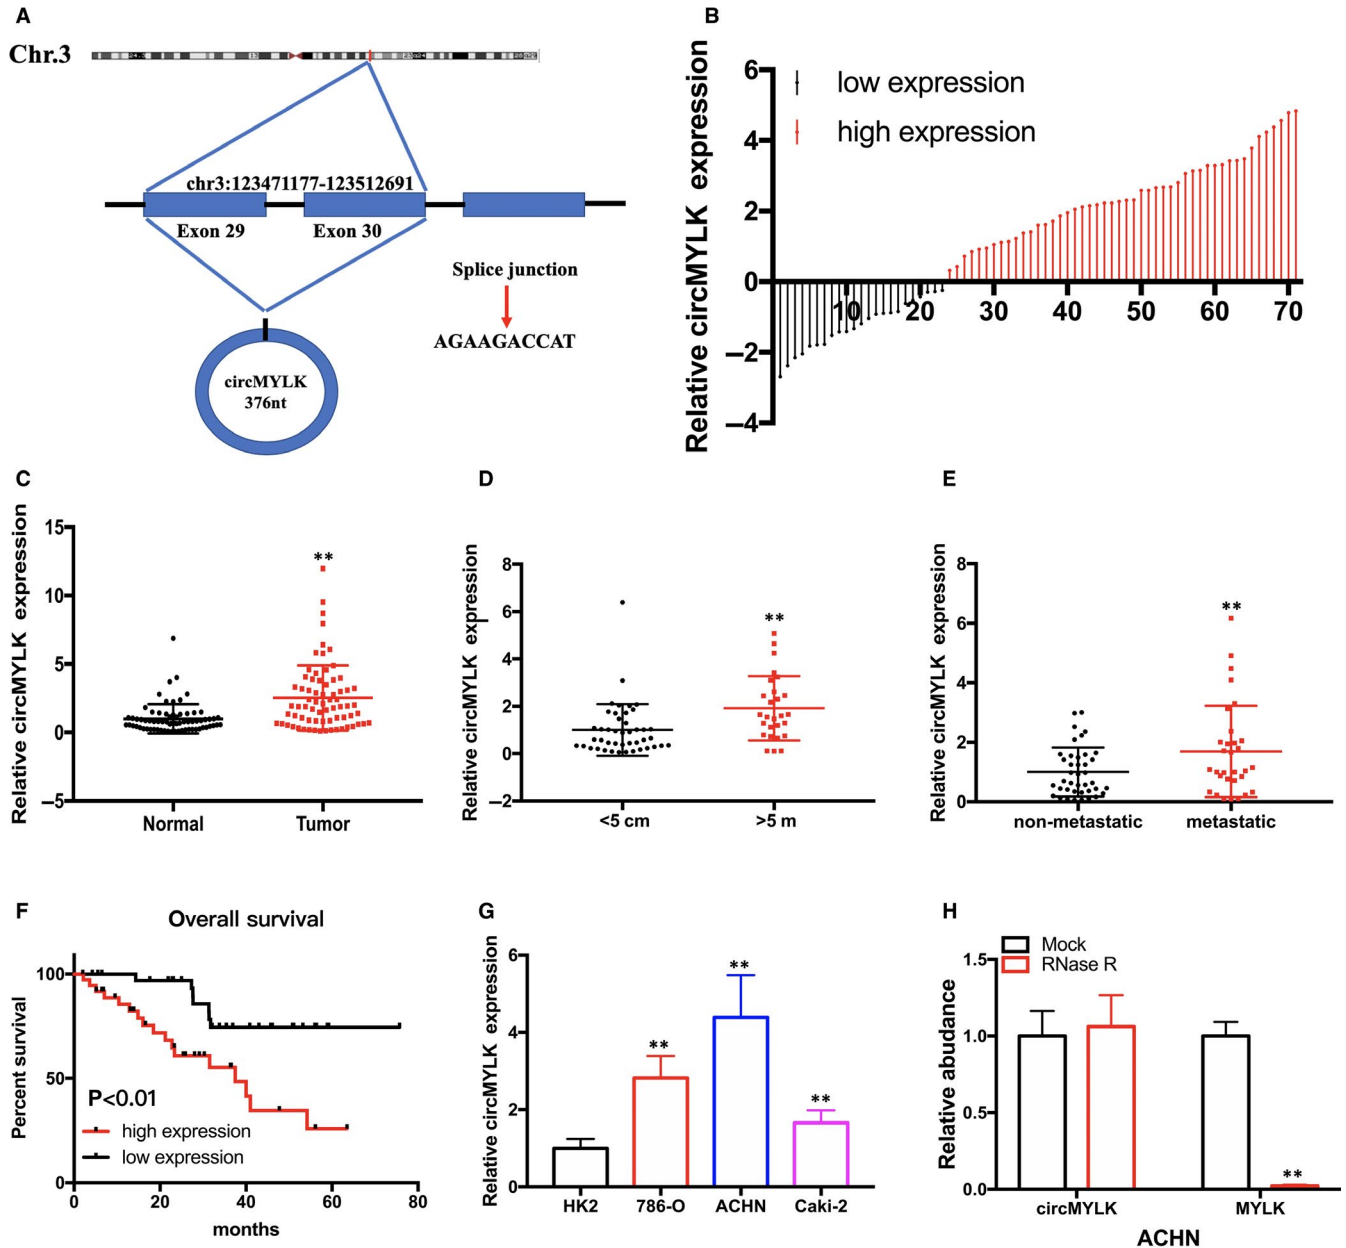 A
Chr.3
chr3:123471177-123512691
Exon 29
Exon 30
Splice junction
AGAAGACCAT
circMYLK
376nt
B
Relative circMYLK expression
6
4
2
0
−2
−4
low expression
high expression
10
20
30
40
50
60
70
C
Relative circMYLK expression
15
10
5
0
−5
**
Normal
Tumor
D
Relative circMYLK expression
8
6
4
2
0
−2
**
<5 cm
>5 m
E
Relative circMYLK expression
8
6
4
2
0
**
non-metastatic
metastatic
F
Overall survival
Percent survival
100
50
0
P<0.01
high expression
low expression
0
20
40
60
80
months
G
Relative circMYLK expression
6
4
2
0
**
**
**
HK2
786-O
ACHN
Caki-2
H
Mock
RNase R
Relative abudance
1.5
1.0
0.5
0.0
**
circMYLK
MYLK
ACHN